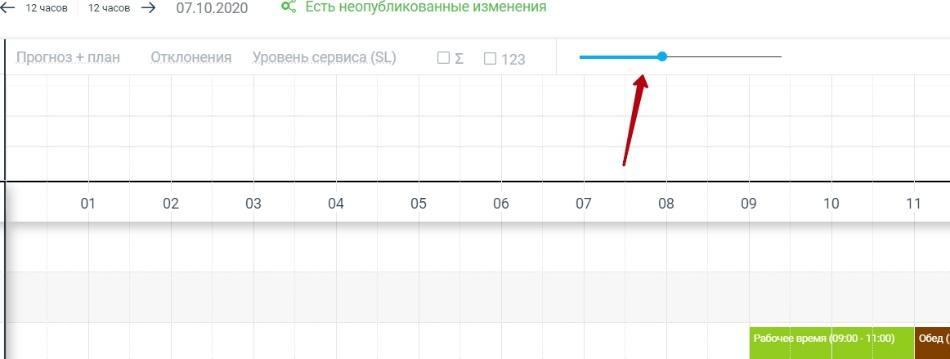 12 часов 12 часов 07.10.2020 Есть неопубликованные изменения
Прогноз + план Отклонения Уровень сервиса (SL) Σ 123
01 02 03 04 05 06 07 08 09 10 11
Рабочее время (09:00 - 11:00) Обед (